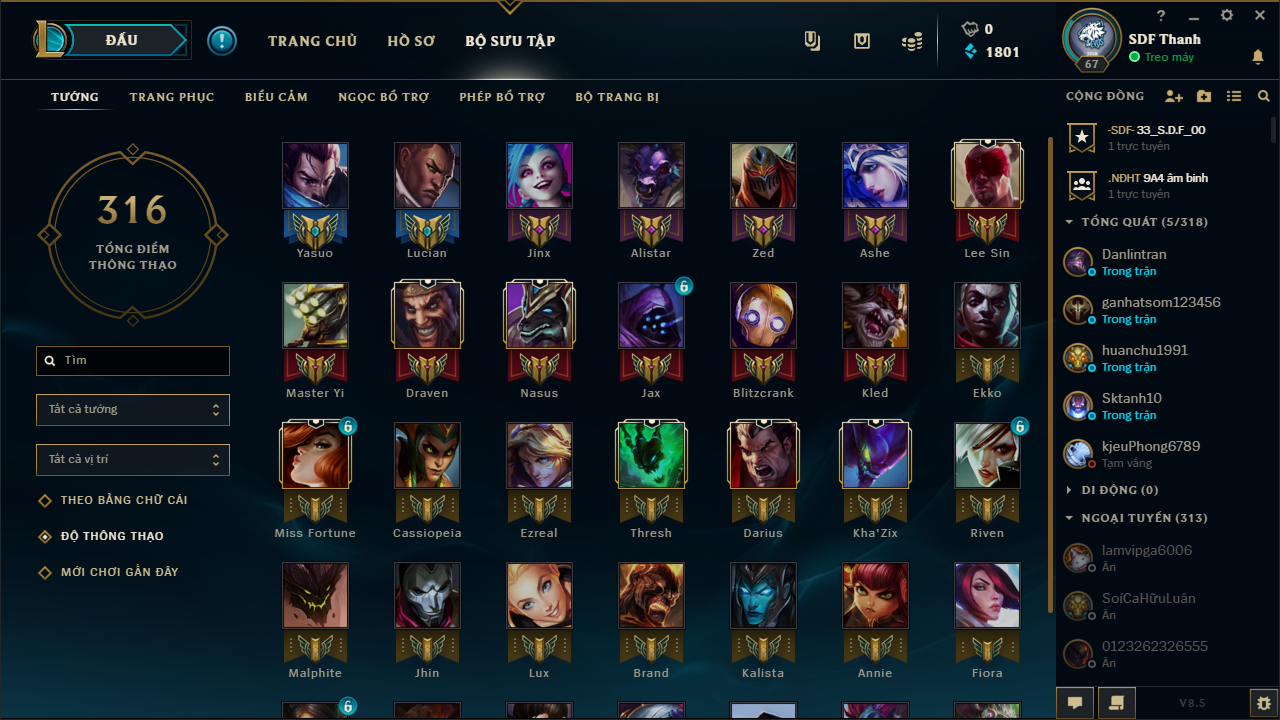 ĐẤU
!
TRANG CHỦ
HỒ SƠ
BỘ SƯU TẬP
0
1801
?
SDF Thanh
Treo máy
67
TƯỚNG
TRANG PHỤC
BIỂU CẢM
NGỌC BỔ TRỢ
PHÉP BỔ TRỢ
BỘ TRANG BỊ
CỘNG ĐỒNG
316
TỔNG ĐIỂM
THÔNG THẠO
Tìm
Tất cả tướng
Tất cả vị trí
THEO BẢNG CHỮ CÁI
ĐỘ THÔNG THẠO
MỚI CHƠI GẦN ĐÂY
Yasuo
Lucian
Jinx
Alistar
Zed
Ashe
Lee Sin
6
Master Yi
Draven
Nasus
Jax
Blitzcrank
Kled
Ekko
6
6
Miss Fortune
Cassiopeia
Ezreal
Thresh
Darius
Kha'Zix
Riven
Malphite
Jhin
Lux
Brand
Kalista
Annie
Fiora
6
-SDF- 33_S.D.F_00
1 trực tuyến
.NĐHT 9A4 âm binh
1 trực tuyến
TỔNG QUÁT (5/318)
Danlintran
Trong trận
ganhatsom123456
Trong trận
huanchu1991
Trong trận
Sktanh10
Trong trận
kjeuPhong6789
Tạm vắng
DI ĐỘNG (0)
NGOẠI TUYẾN (313)
lamvipga6006
Ẩn
SoíCaHữuLuân
Ẩn
0123262326555
Ẩn
V8.5